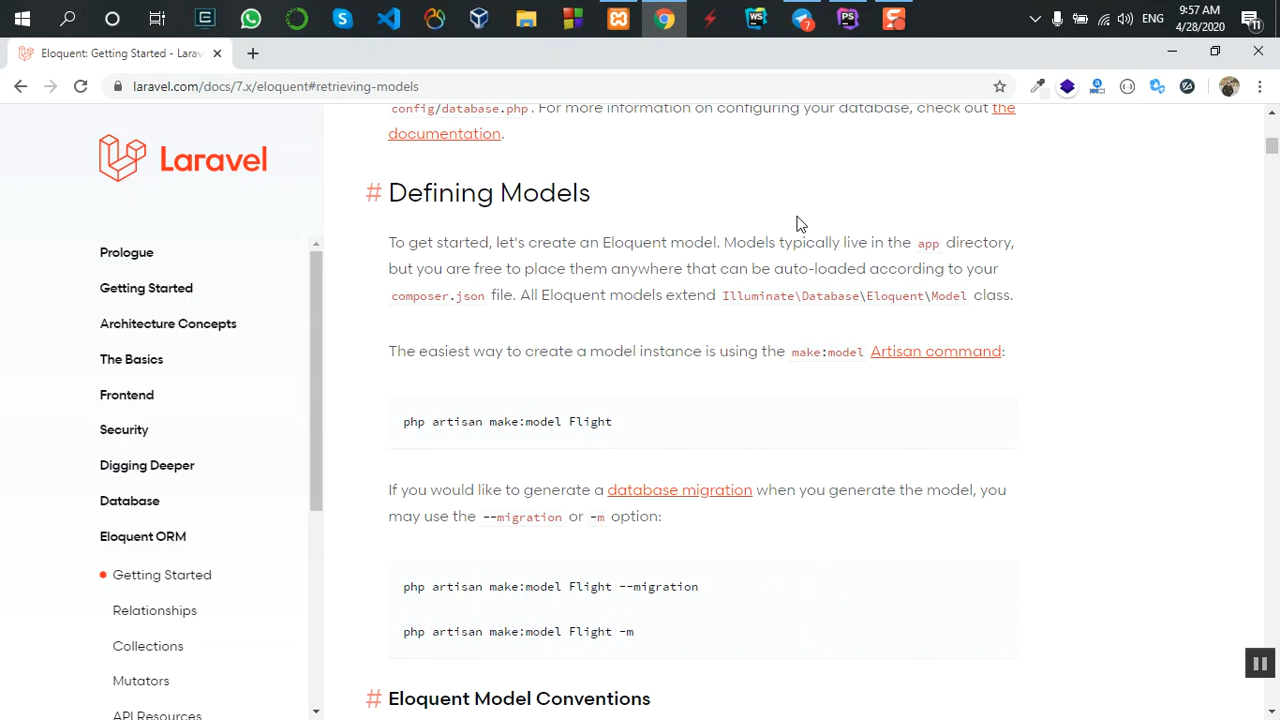 9:57 AM
ENG
4/28/2020
11
7
WS
PS
Eloquent: Getting Started - Larav
laravel.com/docs/7.x/eloquent#retrieving-models
config/database.php. For more information on configuring your database, check out the
documentation.
Laravel
# Defining Models
To get started, let's create an Eloquent model. Models typically live in the app directory,
but you are free to place them anywhere that can be auto-loaded according to your
composer.json file. All Eloquent models extend Illuminate\Database\Eloquent\Model class.
The easiest way to create a model instance is using the make:model Artisan command:
php artisan make:model Flight
If you would like to generate a database migration when you generate the model, you
may use the --migration or -m option:
php artisan make:model Flight --migration
php artisan make:model Flight -m
# Eloquent Model Conventions
Prologue
Getting Started
Architecture Concepts
The Basics
Frontend
Security
Digging Deeper
Database
Eloquent ORM
Getting Started
Relationships
Collections
Mutators
API Resources